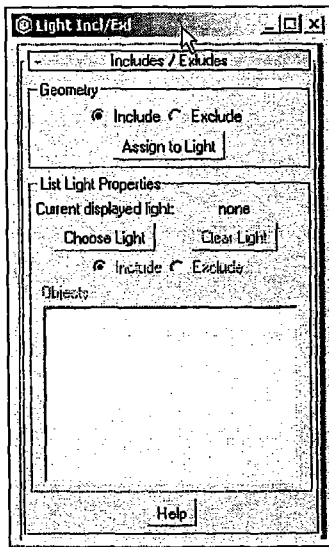 Light Incl/Excl
- Includes / Exludes
Geometry
Include Exclude
Assign to Light
List Light Properties
Current displayed light: none
Choose Light Clear Light
Include Exclude
Objects
Help